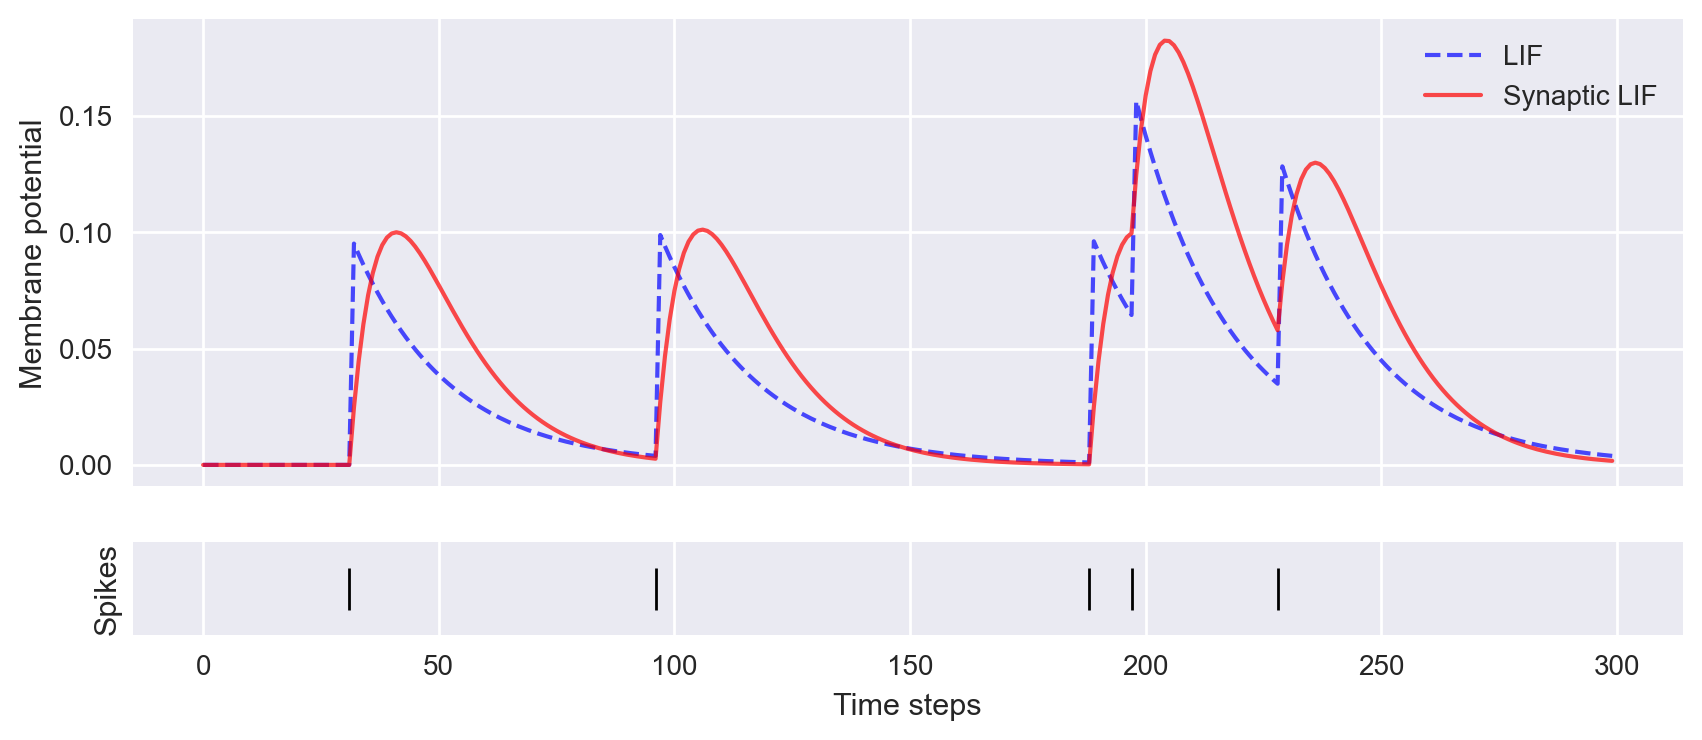 LIF
Synaptic LIF
Membrane potential
0.15
0.10
0.05
0.00
Spikes
0 50 100 150 200 250 300
Time steps